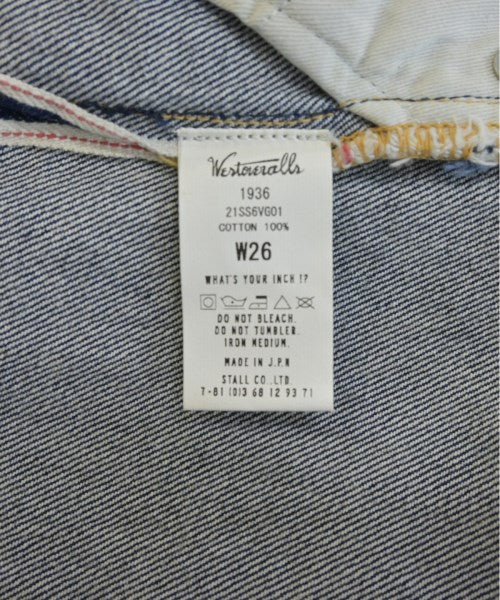 Westoveralls
1936
21SS6VG01
COTTON 100%
W26
WHAT'S YOUR INCH !?
DO NOT BLEACH.
DO NOT TUMBLER.
IRON MEDIUM.
MADE IN J.P.N
STALL CO., LTD.
7-81 (0)3 68 12 93 71